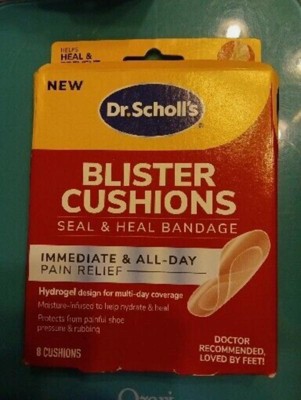 HELPS
HEAL &
NEW
Dr. Scholl's
BLISTER
CUSHIONS
SEAL & HEAL BANDAGE
IMMEDIATE & ALL-DAY
PAIN RELIEF
Hydrogel design for multi-day coverage
Moisture-infused to help hydrate & heal
Protects from painful shoe
pressure & rubbing
8 CUSHIONS
DOCTOR
RECOMMENDED,
LOVED BY FEET!